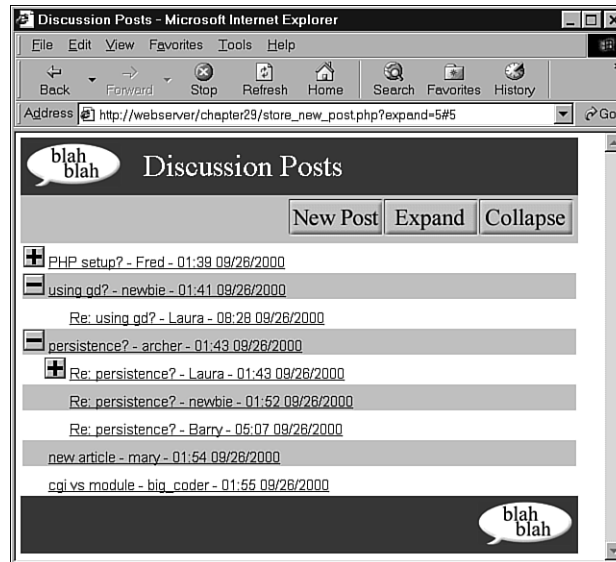 Discussion Posts - Microsoft Internet Explorer
File Edit View Favorites Tools Help
Back Forward Stop Refresh Home Search Favorites History
Address http://webserver/chapter29/store_new_post.php?expand=5#5 Go
blah
blah
Discussion Posts
New Post Expand Collapse
PHP setup? - Fred - 01:39 09/26/2000
using gd? - newbie - 01:41 09/26/2000
Re: using gd? - Laura - 08:28 09/26/2000
persistence? - archer - 01:43 09/26/2000
Re: persistence? - Laura - 01:43 09/26/2000
Re: persistence? - newbie - 01:52 09/26/2000
Re: persistence? - Barry - 05:07 09/26/2000
new article - mary - 01:54 09/26/2000
cgi vs module - big_coder - 01:55 09/26/2000
blah
blah